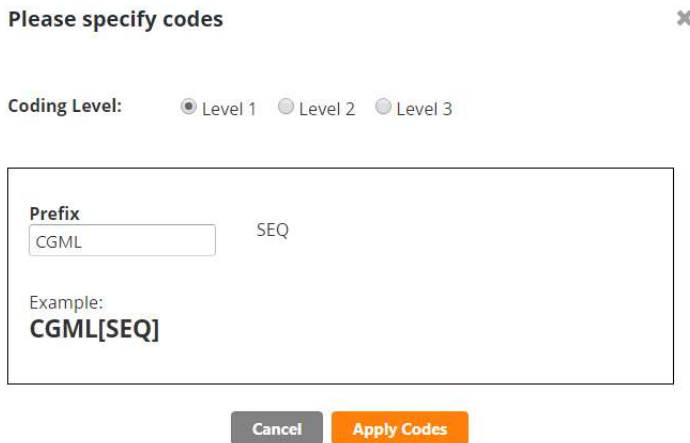 Please specify codes
Coding Level: Level 1 Level 2 Level 3
Prefix
CGML SEQ
Example:
CGML[SEQ]
Cancel Apply Codes